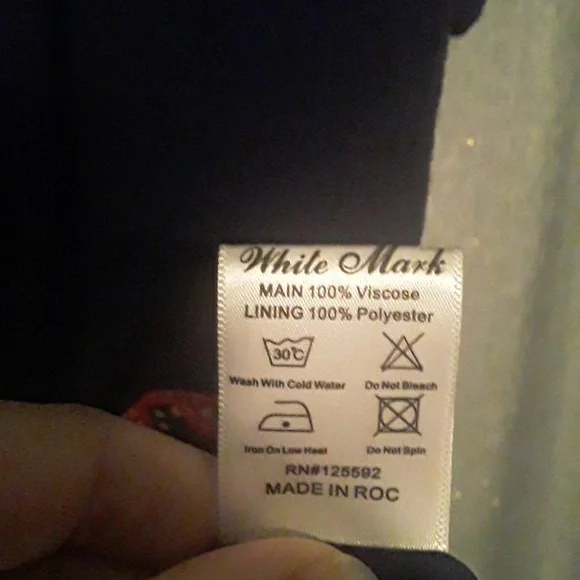 White Mark
MAIN 100% Viscose
LINING 100% Polyester
30℃
Wash With Cold Water Do Not Bleach
Iron On Low Heat Do Not Spin
RN#125592
MADE IN ROC